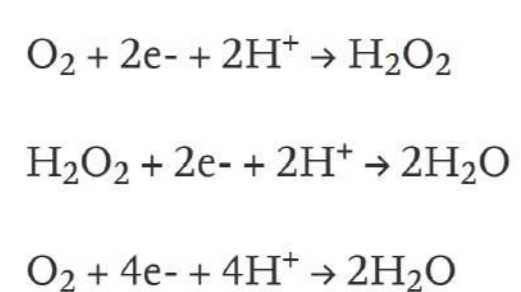 O₂ + 2e- + 2H⁺ → H₂O₂
H₂O₂ + 2e- + 2H⁺ → 2H₂O
O₂ + 4e- + 4H⁺ → 2H₂O